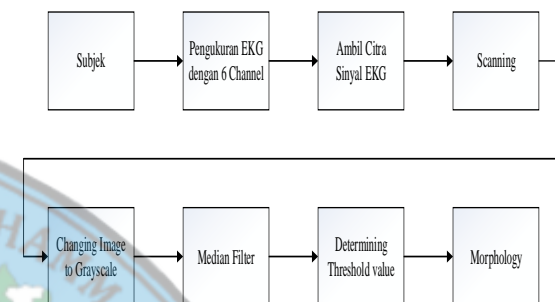 Subjek
Pengukuran EKG
dengan 6 Channel
Ambil Citra
Sinyal EKG
Scanning
Changing Image
to Grayscale
Median Filter
Determining
Threshold value
Morphology